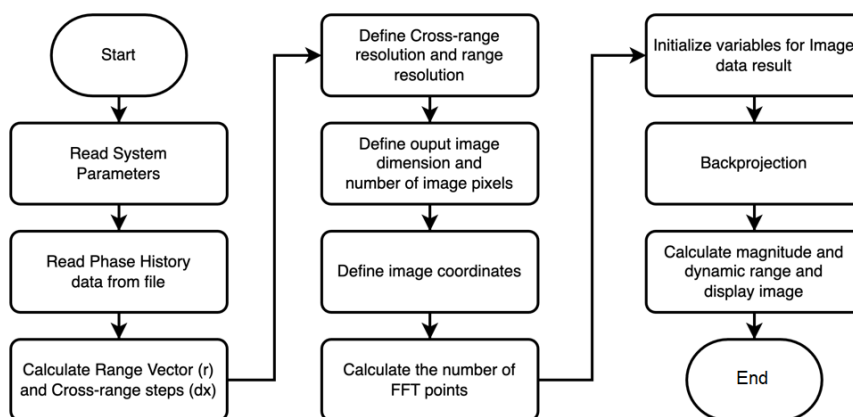 Start
Read System
Parameters
Read Phase History
data from file
Calculate Range Vector (r)
and Cross-range steps (dx)
Define Cross-range
resolution and range
resolution
Define ouput image
dimension and
number of image pixels
Define image coordinates
Calculate the number of
FFT points
Initialize variables for Image
data result
Backprojection
Calculate magnitude and
dynamic range and
display image
End